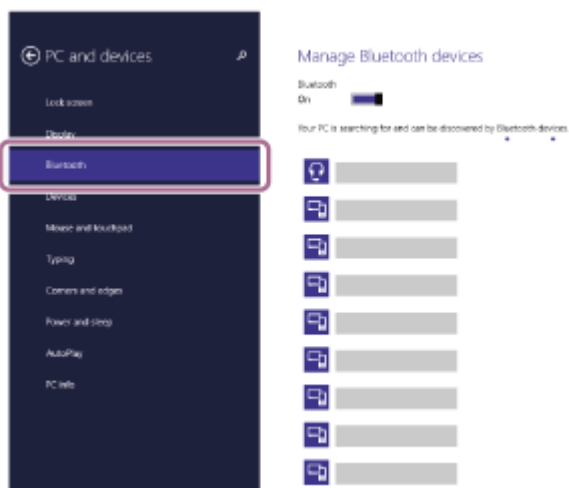 PC and devices
Lock screen
Display
Bluetooth
Devices
Mouse and touchpad
Typing
Corners and edges
Power and sleep
AutoPlay
PC info
Manage Bluetooth devices
Bluetooth
On
Your PC is searching for and can be discovered by Bluetooth devices.